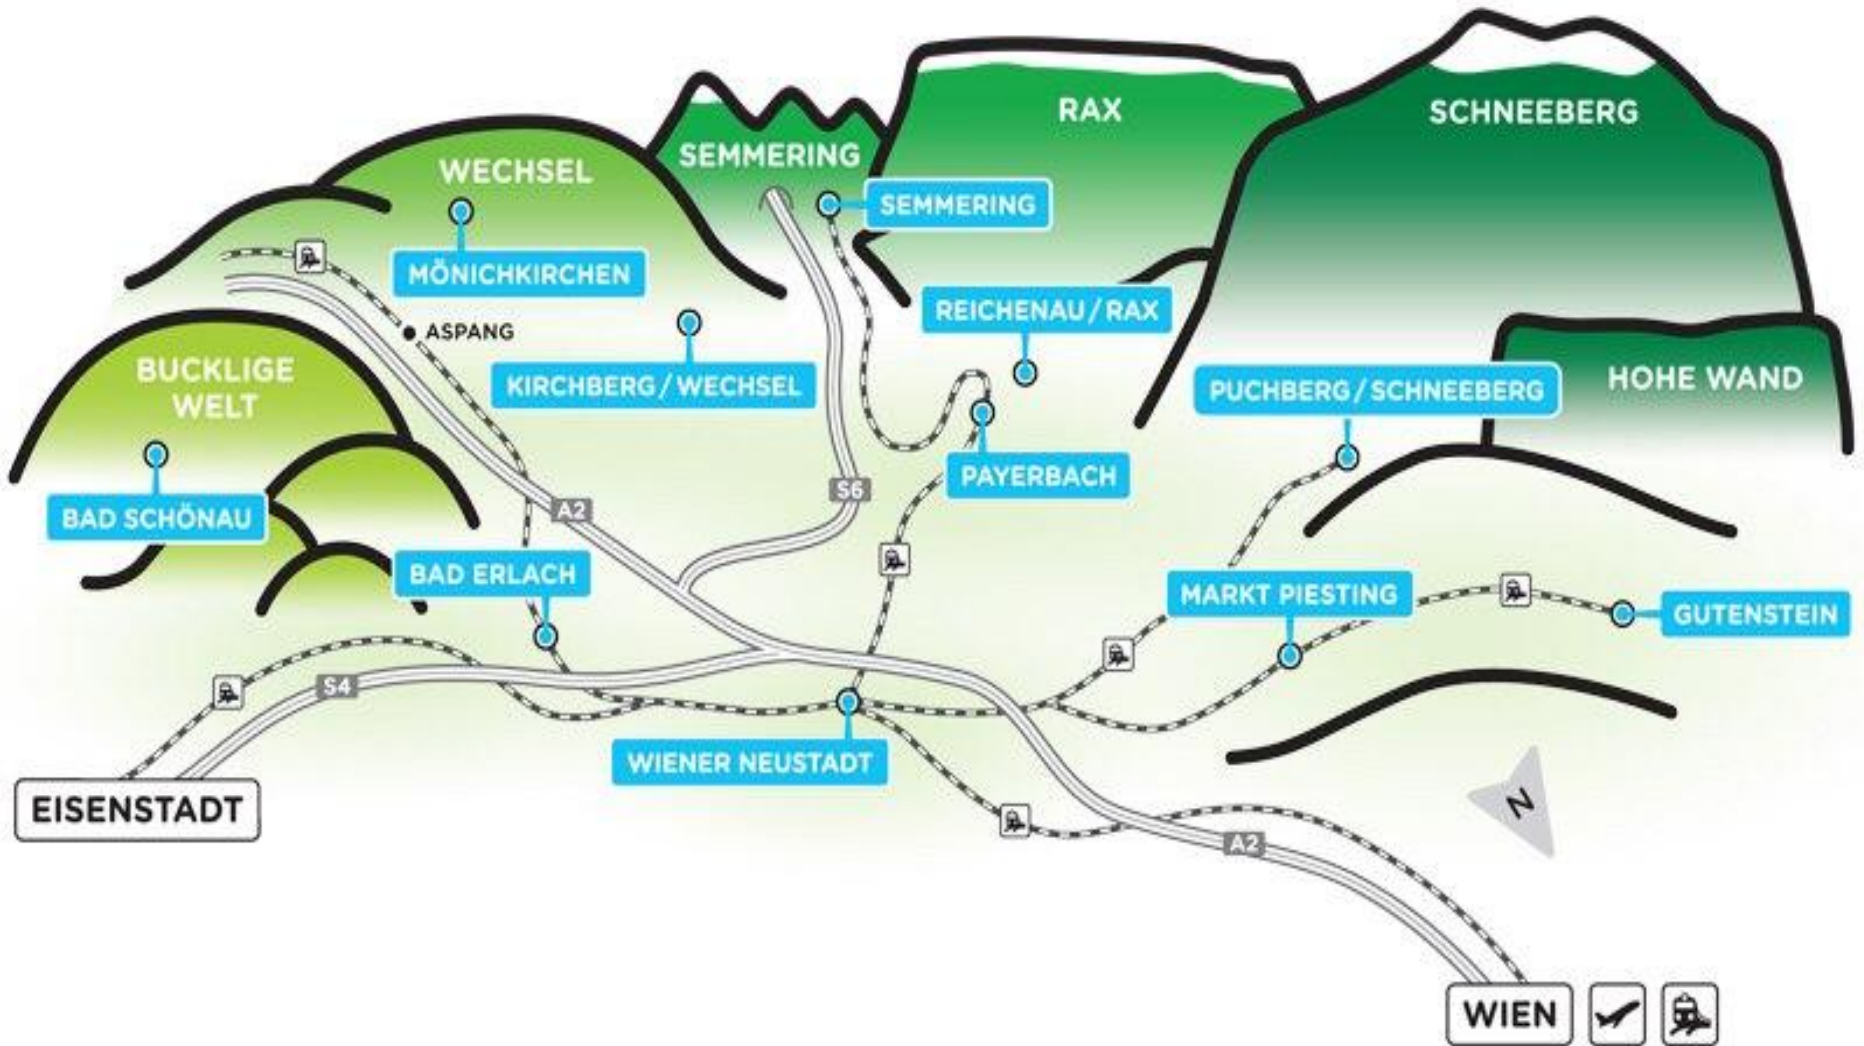 SCHNEEBERG
RAX
SEMMERING
WECHSEL
SEMMERING
MÖNICHKIRCHEN
REICHENAU / RAX
ASPANG
BUCKLIGE
WELT
KIRCHBERG / WECHSEL
PUCHBERG / SCHNEEBERG
HOHE WAND
PAYERBACH
S6
A2
BAD SCHÖNAU
BAD ERLACH
MARKT PIESTING
GUTENSTEIN
S4
WIENER NEUSTADT
EISENSTADT
N
A2
WIEN